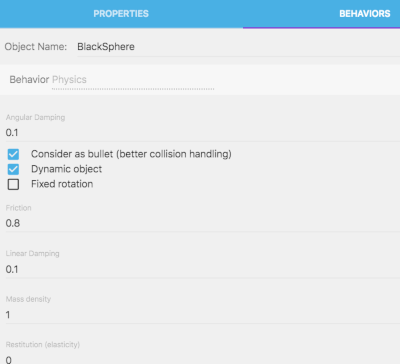 PROPERTIES BEHAVIORS
Object Name: BlackSphere
Behavior Physics
Angular Damping
0.1
Consider as bullet (better collision handling)
Dynamic object
Fixed rotation
Friction
0.8
Linear Damping
0.1
Mass density
1
Restitution (elasticity)
0